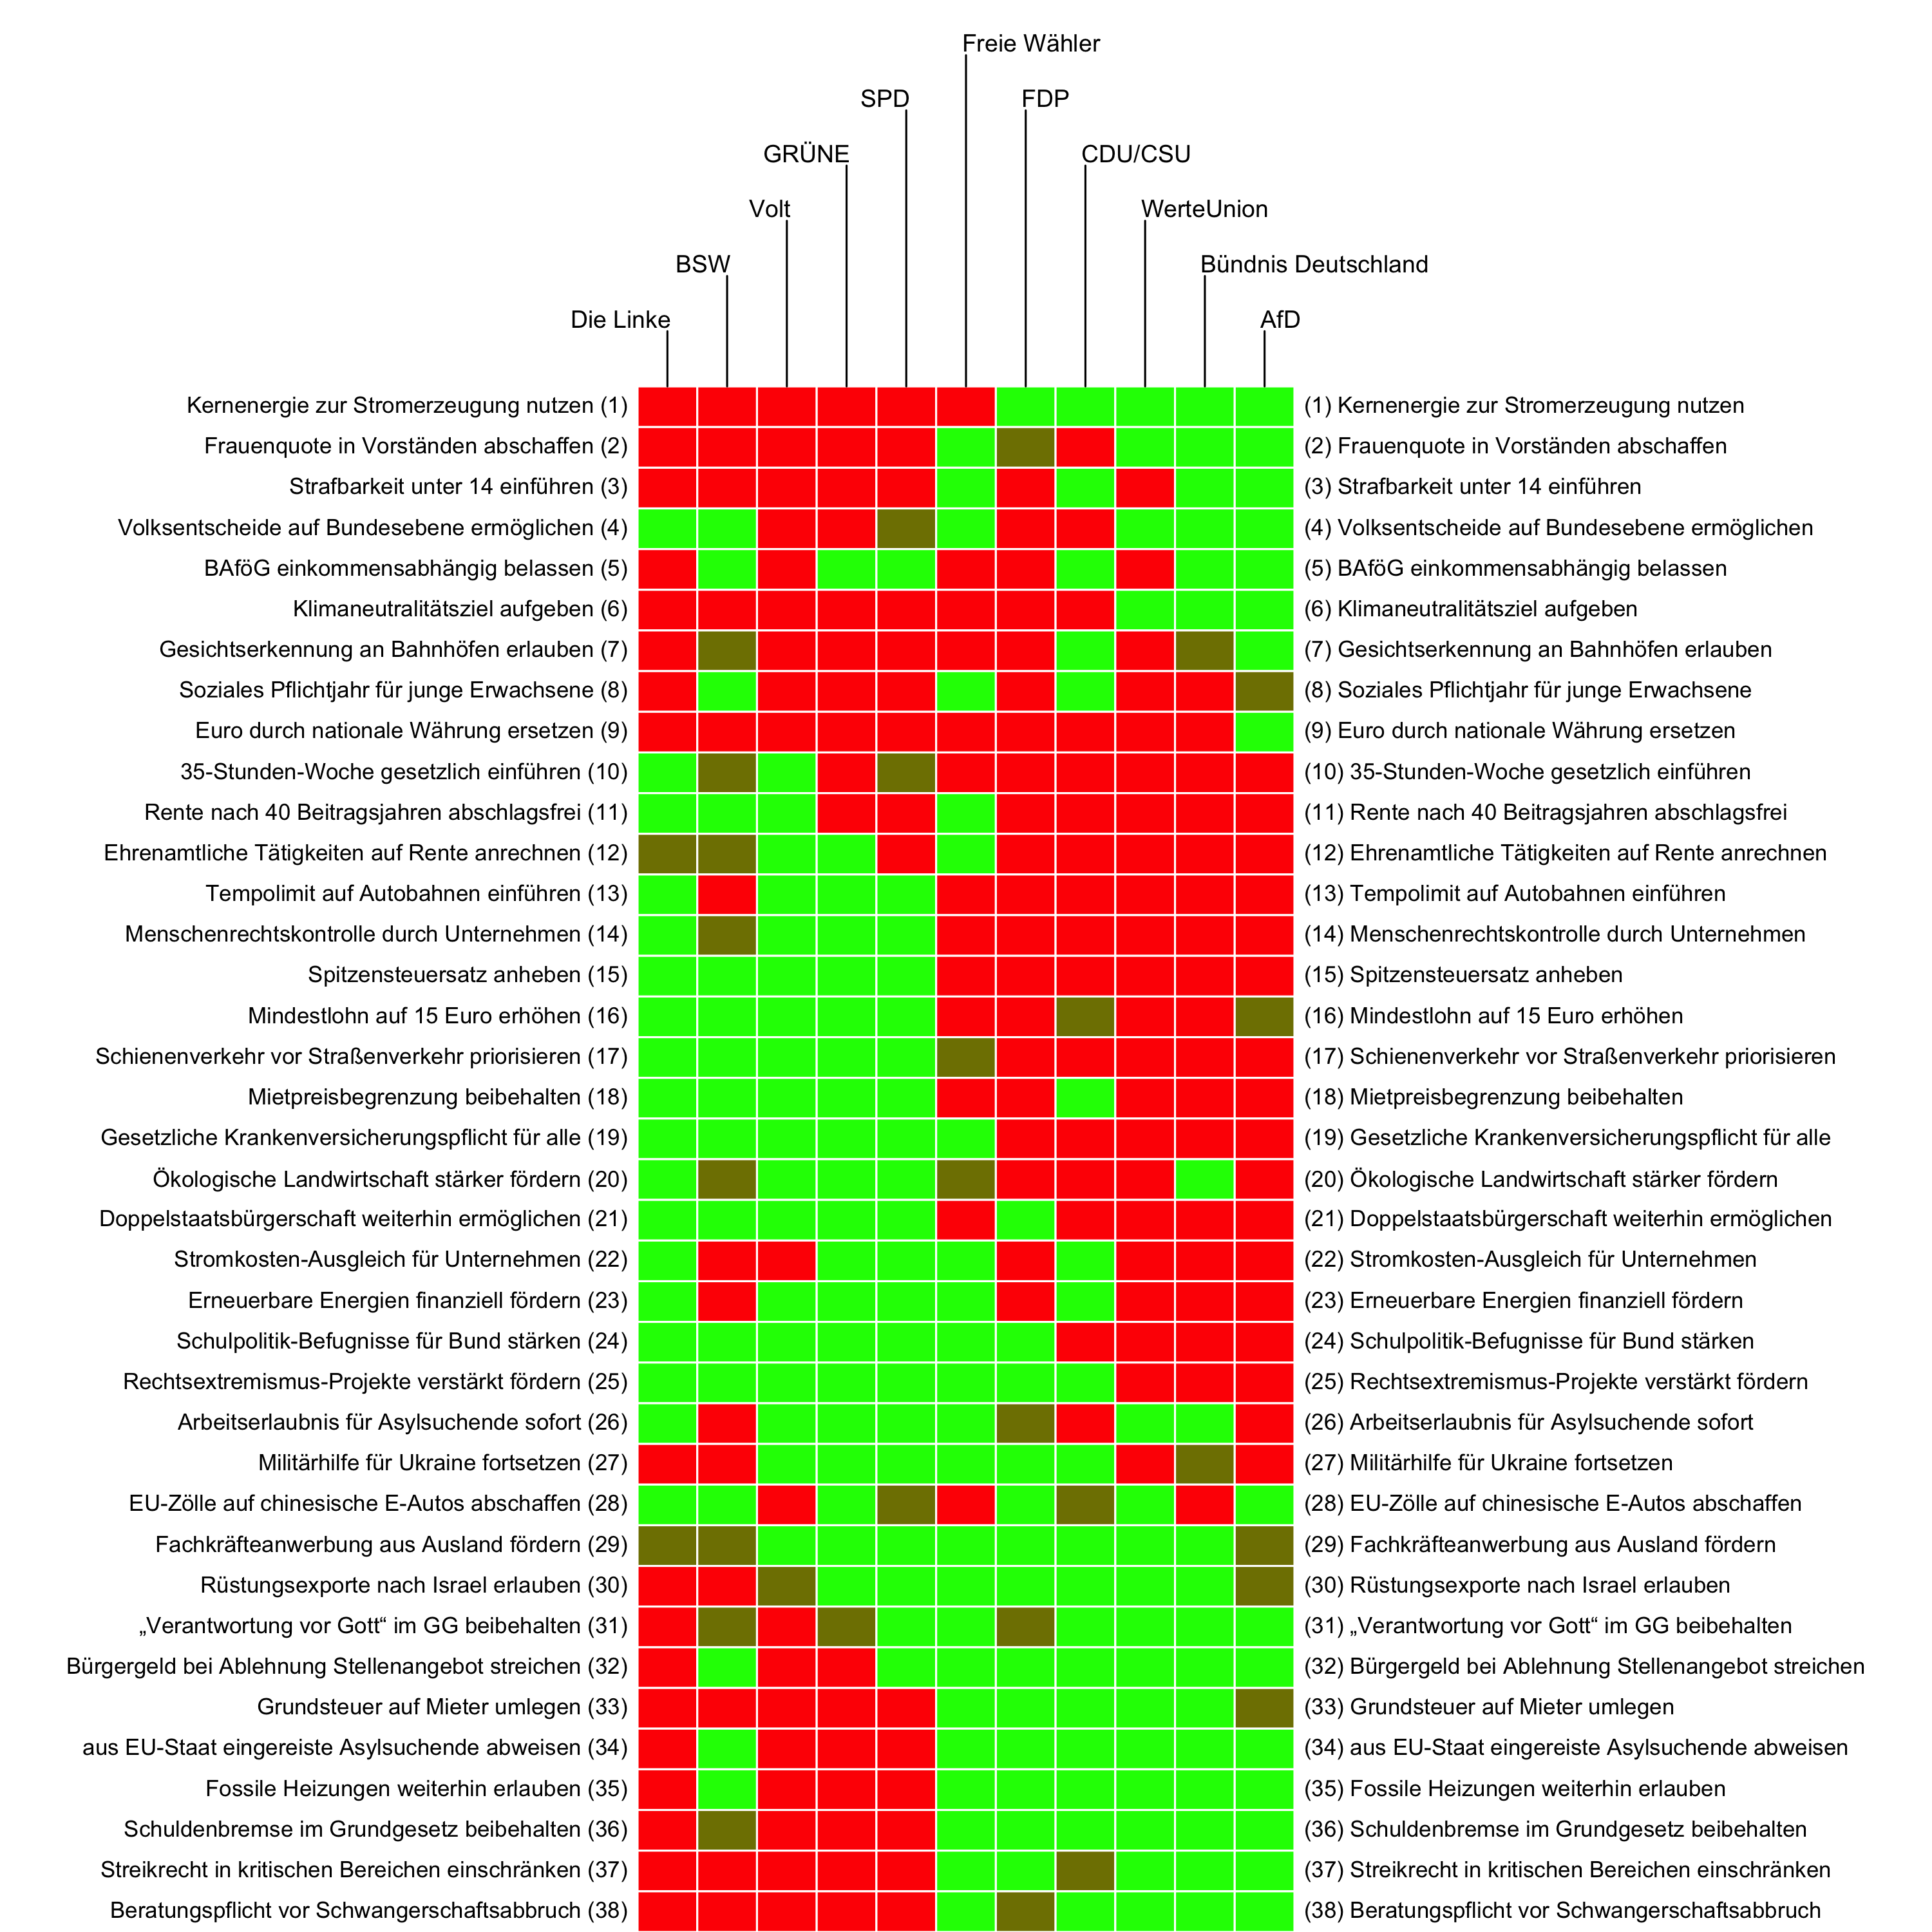 Freie Wähler
SPD FDP
GRÜNE CDU/CSU
Volt WerteUnion
BSW Bündnis Deutschland
Die Linke AfD
Kernenergie zur Stromerzeugung nutzen (1) (1) Kernenergie zur Stromerzeugung nutzen
Frauenquote in Vorständen abschaffen (2) (2) Frauenquote in Vorständen abschaffen
Strafbarkeit unter 14 einführen (3) (3) Strafbarkeit unter 14 einführen
Volksentscheide auf Bundesebene ermöglichen (4) (4) Volksentscheide auf Bundesebene ermöglichen
BAföG einkommensabhängig belassen (5) (5) BAföG einkommensabhängig belassen
Klimaneutralitätsziel aufgeben (6) (6) Klimaneutralitätsziel aufgeben
Gesichtserkennung an Bahnhöfen erlauben (7) (7) Gesichtserkennung an Bahnhöfen erlauben
Soziales Pflichtjahr für junge Erwachsene (8) (8) Soziales Pflichtjahr für junge Erwachsene
Euro durch nationale Währung ersetzen (9) (9) Euro durch nationale Währung ersetzen
35-Stunden-Woche gesetzlich einführen (10) (10) 35-Stunden-Woche gesetzlich einführen
Rente nach 40 Beitragsjahren abschlagsfrei (11) (11) Rente nach 40 Beitragsjahren abschlagsfrei
Ehrenamtliche Tätigkeiten auf Rente anrechnen (12) (12) Ehrenamtliche Tätigkeiten auf Rente anrechnen
Tempolimit auf Autobahnen einführen (13) (13) Tempolimit auf Autobahnen einführen
Menschenrechtskontrolle durch Unternehmen (14) (14) Menschenrechtskontrolle durch Unternehmen
Spitzensteuersatz anheben (15) (15) Spitzensteuersatz anheben
Mindestlohn auf 15 Euro erhöhen (16) (16) Mindestlohn auf 15 Euro erhöhen
Schienenverkehr vor Straßenverkehr priorisieren (17) (17) Schienenverkehr vor Straßenverkehr priorisieren
Mietpreisbegrenzung beibehalten (18) (18) Mietpreisbegrenzung beibehalten
Gesetzliche Krankenversicherungspflicht für alle (19) (19) Gesetzliche Krankenversicherungspflicht für alle
Ökologische Landwirtschaft stärker fördern (20) (20) Ökologische Landwirtschaft stärker fördern
Doppelstaatsbürgerschaft weiterhin ermöglichen (21) (21) Doppelstaatsbürgerschaft weiterhin ermöglichen
Stromkosten-Ausgleich für Unternehmen (22) (22) Stromkosten-Ausgleich für Unternehmen
Erneuerbare Energien finanziell fördern (23) (23) Erneuerbare Energien finanziell fördern
Schulpolitik-Befugnisse für Bund stärken (24) (24) Schulpolitik-Befugnisse für Bund stärken
Rechtsextremismus-Projekte verstärkt fördern (25) (25) Rechtsextremismus-Projekte verstärkt fördern
Arbeitserlaubnis für Asylsuchende sofort (26) (26) Arbeitserlaubnis für Asylsuchende sofort
Militärhilfe für Ukraine fortsetzen (27) (27) Militärhilfe für Ukraine fortsetzen
EU-Zölle auf chinesische E-Autos abschaffen (28) (28) EU-Zölle auf chinesische E-Autos abschaffen
Fachkräfteanwerbung aus Ausland fördern (29) (29) Fachkräfteanwerbung aus Ausland fördern
Rüstungsexporte nach Israel erlauben (30) (30) Rüstungsexporte nach Israel erlauben
„Verantwortung vor Gott“ im GG beibehalten (31) (31) „Verantwortung vor Gott“ im GG beibehalten
Bürgergeld bei Ablehnung Stellenangebot streichen (32) (32) Bürgergeld bei Ablehnung Stellenangebot streichen
Grundsteuer auf Mieter umlegen (33) (33) Grundsteuer auf Mieter umlegen
aus EU-Staat eingereiste Asylsuchende abweisen (34) (34) aus EU-Staat eingereiste Asylsuchende abweisen
Fossile Heizungen weiterhin erlauben (35) (35) Fossile Heizungen weiterhin erlauben
Schuldenbremse im Grundgesetz beibehalten (36) (36) Schuldenbremse im Grundgesetz beibehalten
Streikrecht in kritischen Bereichen einschränken (37) (37) Streikrecht in kritischen Bereichen einschränken
Beratungspflicht vor Schwangerschaftsabbruch (38) (38) Beratungspflicht vor Schwangerschaftsabbruch